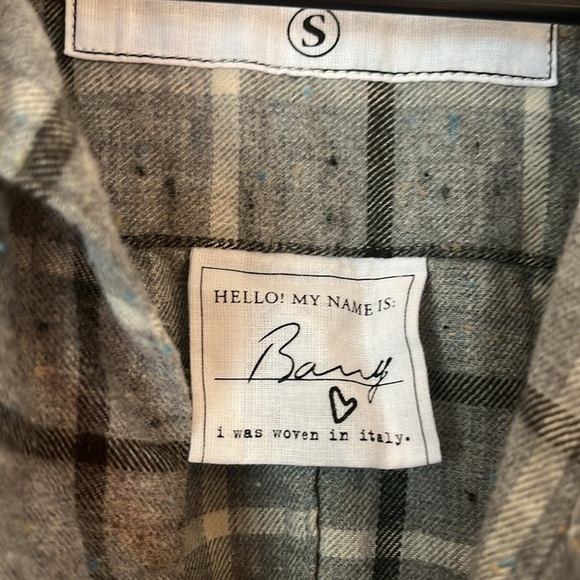 S
HELLO! MY NAME IS:
Barry
i was woven in italy.